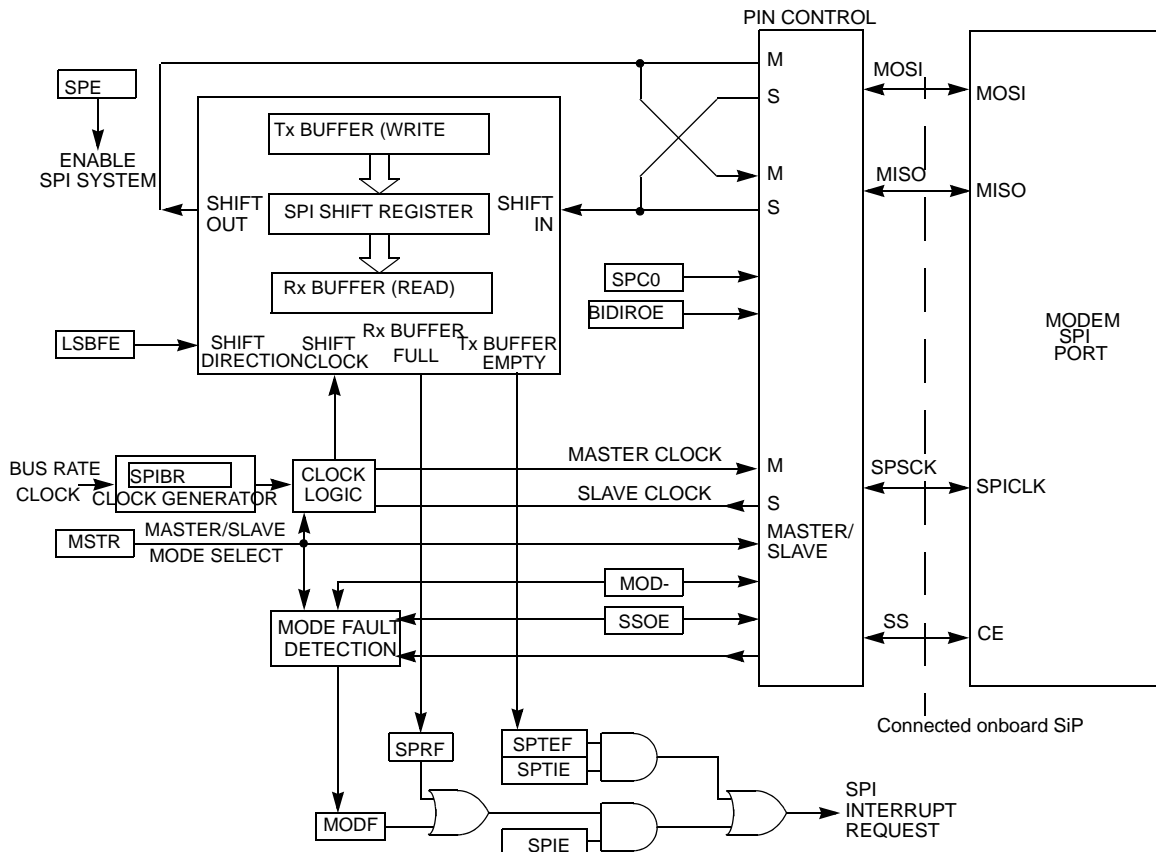 PIN CONTROL
M
MOSI
MOSI
SPE
S
Tx BUFFER (WRITE
ENABLE
SPI SYSTEM
M
MISO
MISO
SHIFT
OUT
SPI SHIFT REGISTER
SHIFT
IN
S
SPC0
Rx BUFFER (READ)
BIDIROE
MODEM
SPI
PORT
LSBFE
SHIFT
DIRECTION
SHIFT
CLOCK
Rx BUFFER
FULL
Tx BUFFER
EMPTY
BUS RATE
CLOCK
SPIBR
CLOCK GENERATOR
CLOCK
LOGIC
MASTER CLOCK
M
SPSCK
SPICLK
SLAVE CLOCK
S
MSTR
MASTER/SLAVE
MODE SELECT
MASTER/
SLAVE
MOD-
SSOE
MODE FAULT
DETECTION
SS
CE
Connected onboard SiP
SPRF
SPTEF
SPTIE
MODF
SPIE
SPI
INTERRUPT
REQUEST